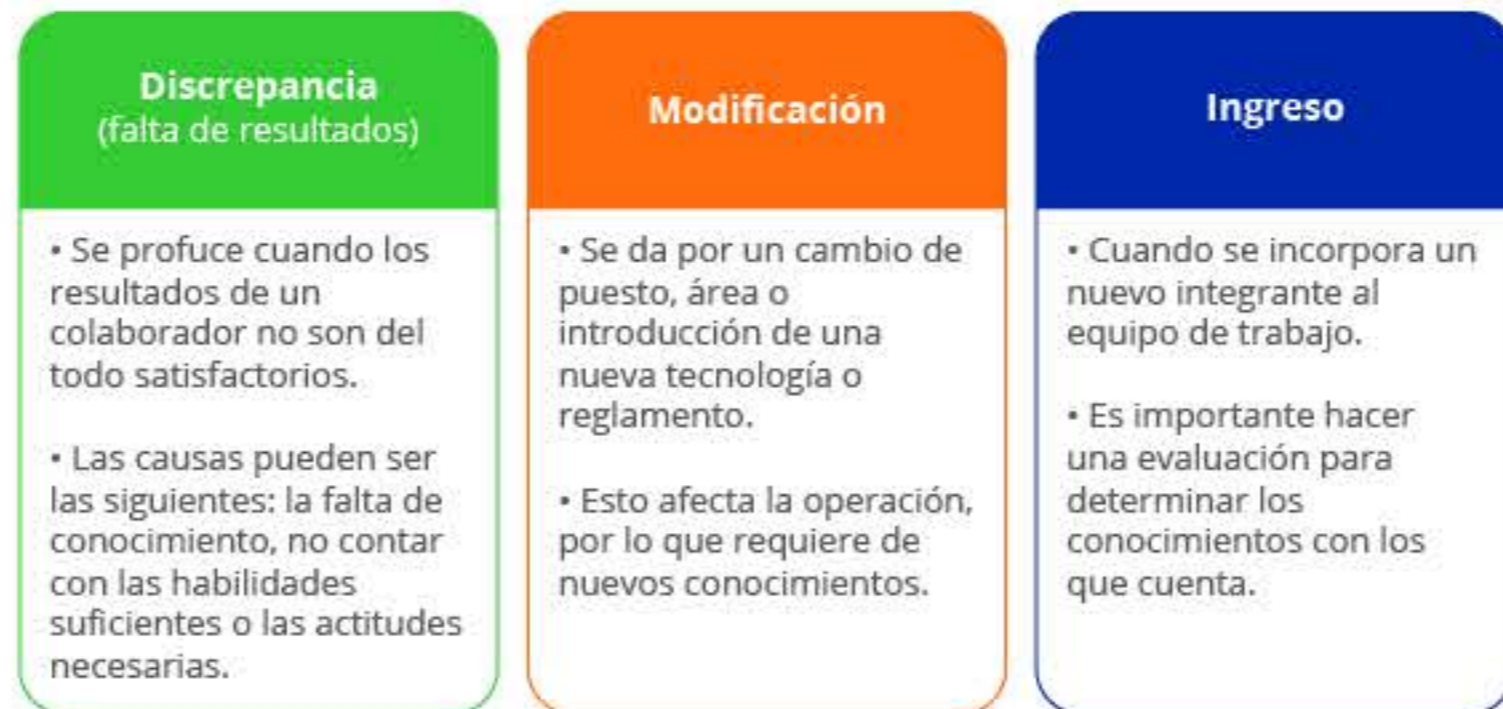 Discrepancia
(falta de resultados)
• Se profuce cuando los
resultados de un
colaborador no son del
todo satisfactorios.
• Las causas pueden ser
las siguientes: la falta de
conocimiento, no contar
con las habilidades
suficientes o las actitudes
necesarias.
Modificación
• Se da por un cambio de
puesto, área o
introducción de una
nueva tecnología o
reglamento.
• Esto afecta la operación,
por lo que requiere de
nuevos conocimientos.
Ingreso
• Cuando se incorpora un
nuevo integrante al
equipo de trabajo.
• Es importante hacer
una evaluación para
determinar los
conocimientos con los
que cuenta.